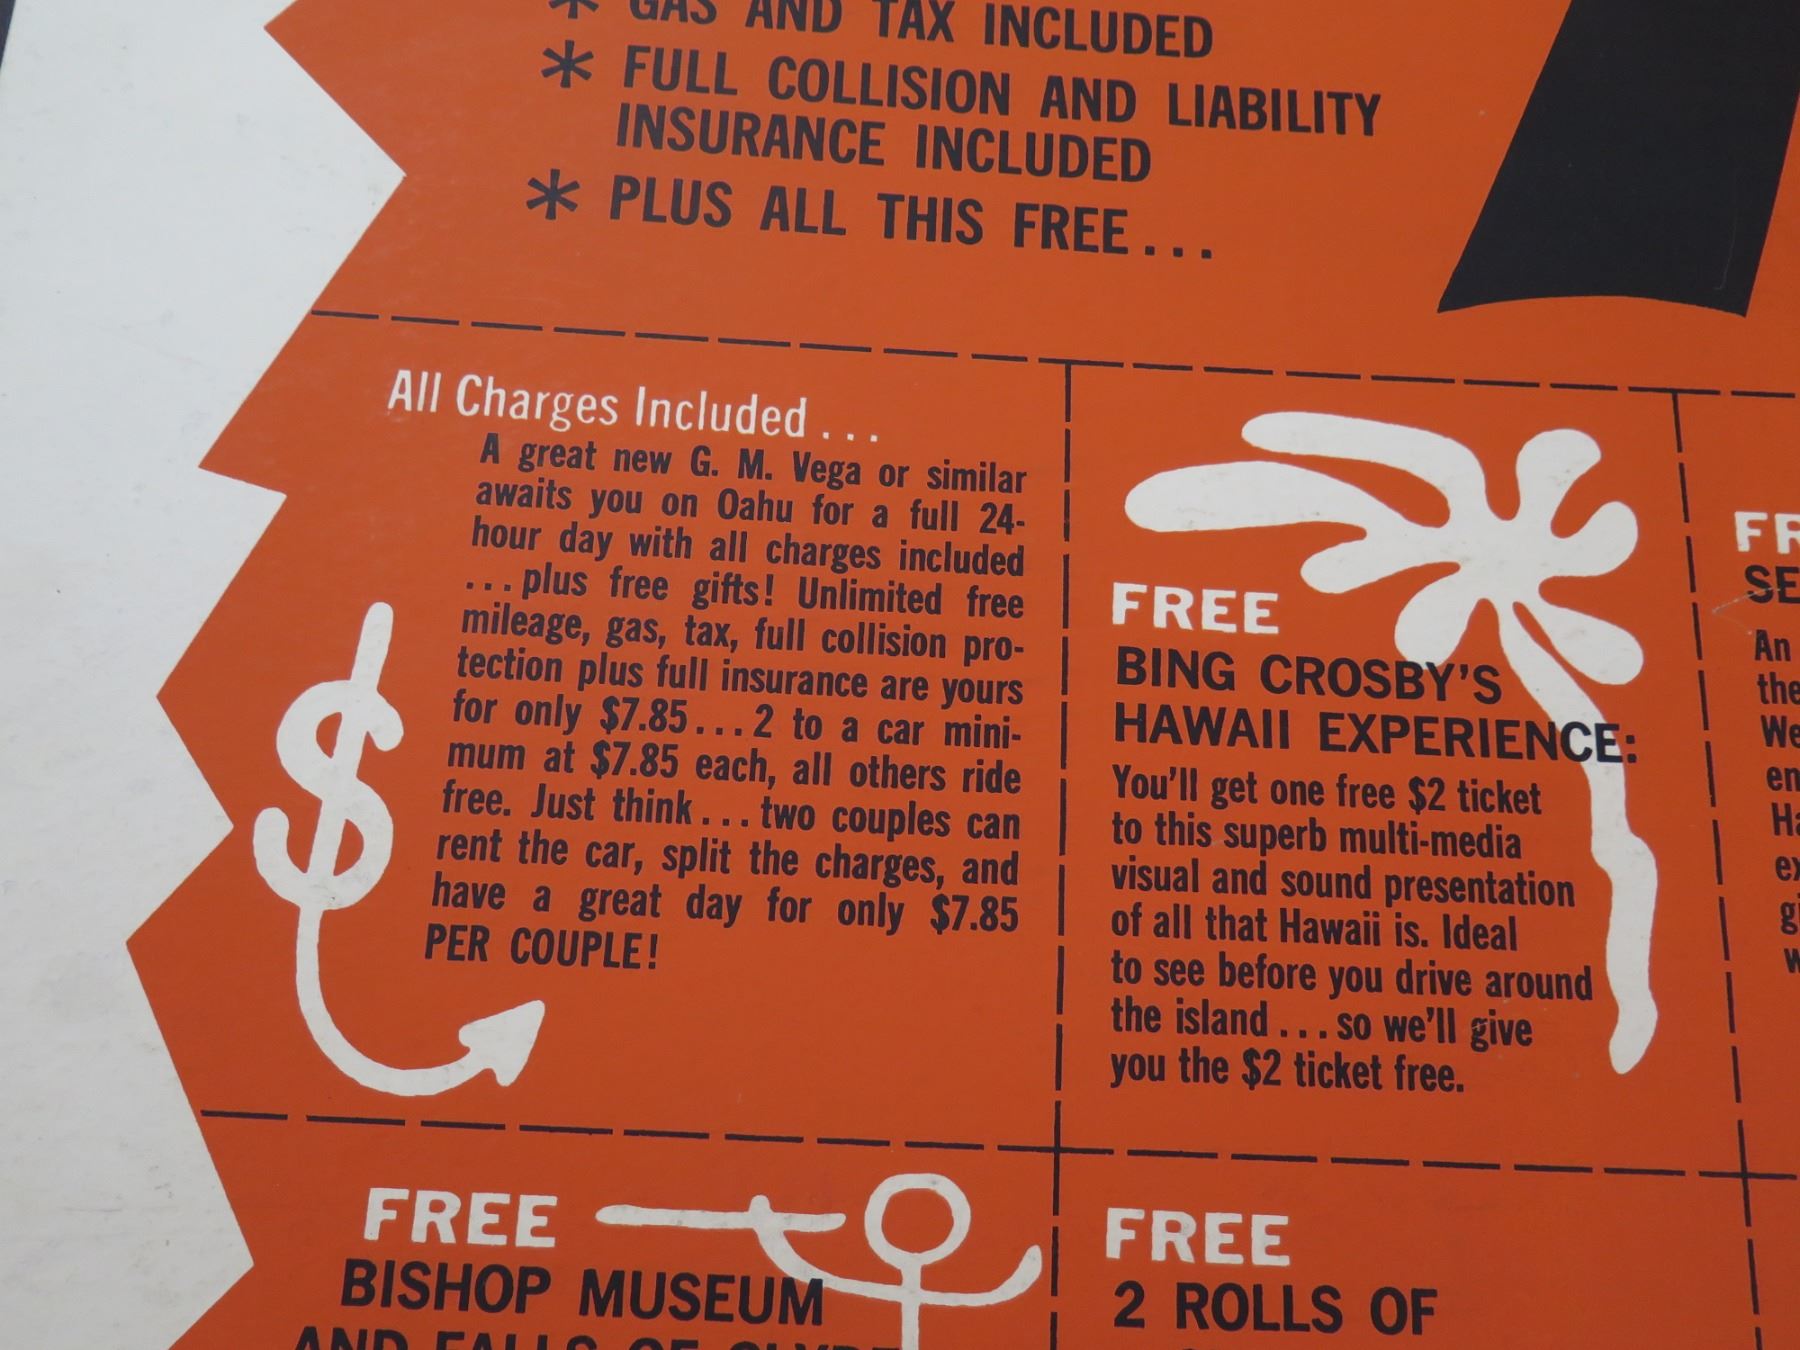 * GAS AND TAX INCLUDED
* FULL COLLISION AND LIABILITY
INSURANCE INCLUDED
* PLUS ALL THIS FREE...
All Charges Included...
A great new G. M. Vega or similar
awaits you on Oahu for a full 24-
hour day with all charges included
...plus free gifts! Unlimited free
mileage, gas, tax, full collision pro-
tection plus full insurance are yours
for only $7.85...2 to a car mini-
mum at $7.85 each, all others ride
free. Just think...two couples can
rent the car, split the charges, and
have a great day for only $7.85
PER COUPLE!
FREE
BING CROSBY'S
HAWAII EXPERIENCE:
You'll get one free $2 ticket
to this superb multi-media
visual and sound presentation
of all that Hawaii is. Ideal
to see before you drive around
the island...so we'll give
you the $2 ticket free.
An
the
We
FREE
BISHOP MUSEUM
AND FALLS OF
FREE
2 ROLLS OF